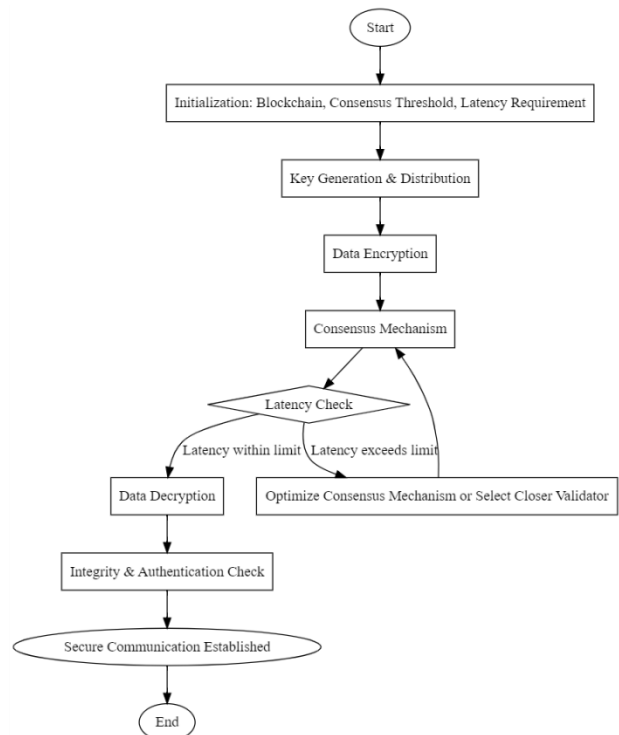 Start
Initialization: Blockchain, Consensus Threshold, Latency Requirement
Key Generation & Distribution
Data Encryption
Consensus Mechanism
Latency Check
Latency within limit
Latency exceeds limit
Data Decryption
Optimize Consensus Mechanism or Select Closer Validator
Integrity & Authentication Check
Secure Communication Established
End